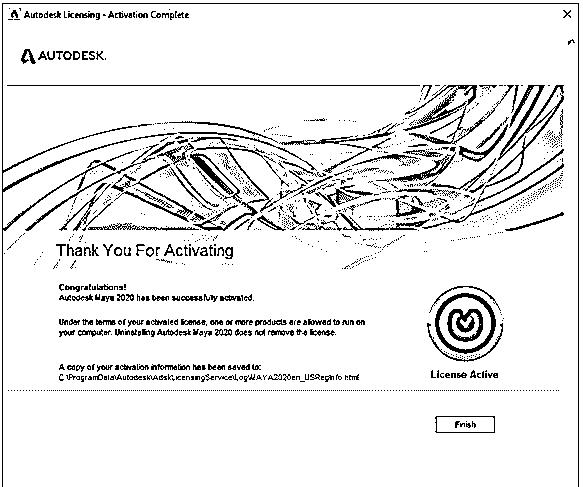 Autodesk Licensing - Activation Complete
AUTODESK.
Thank You For Activating
Congratulations!
Autodesk Maya 2020 has been successfully activated.
Under the terms of your activated license, one or more products are allowed to run on
your computer. Uninstalling Autodesk Maya 2020 does not remove the license.
A copy of your activation information has been saved to:
C:\ProgramData\Autodesk\AdskLicensingService\Log\MAYA2020en_USRegInfo.html
License Active
Finish